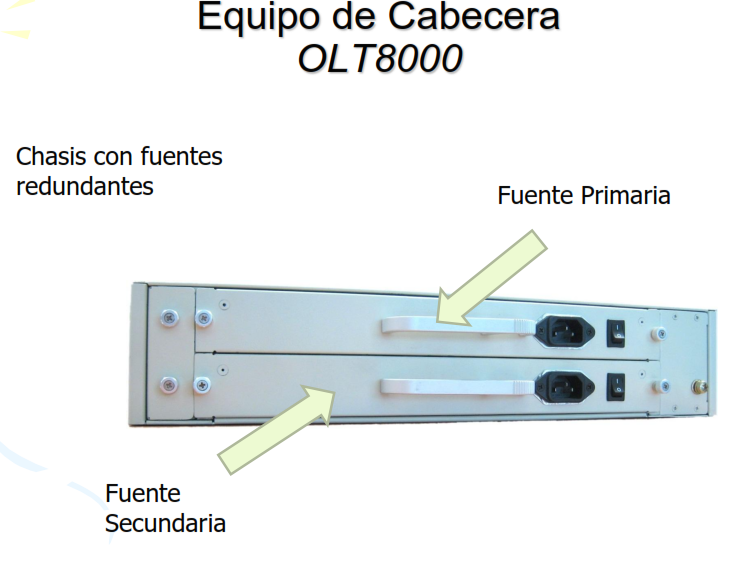 Equipo de Cabecera
OLT8000
Chasis con fuentes
redundantes
Fuente Primaria
Fuente
Secundaria